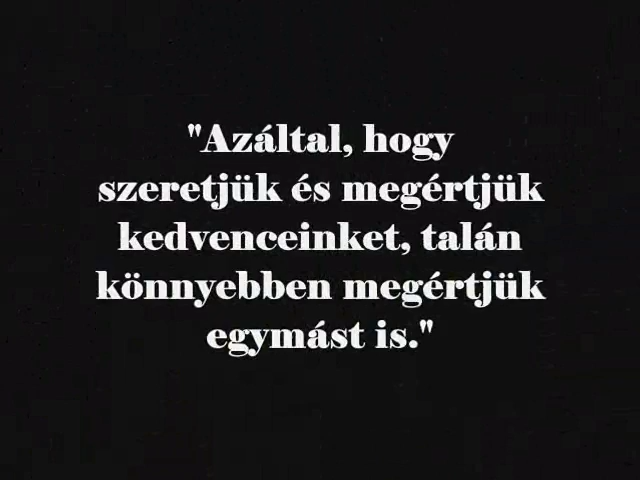 "Azáltal, hogy
szeretjük és megértjük
kedvenceinket, talán
könnyebben megértjük
egymást is."